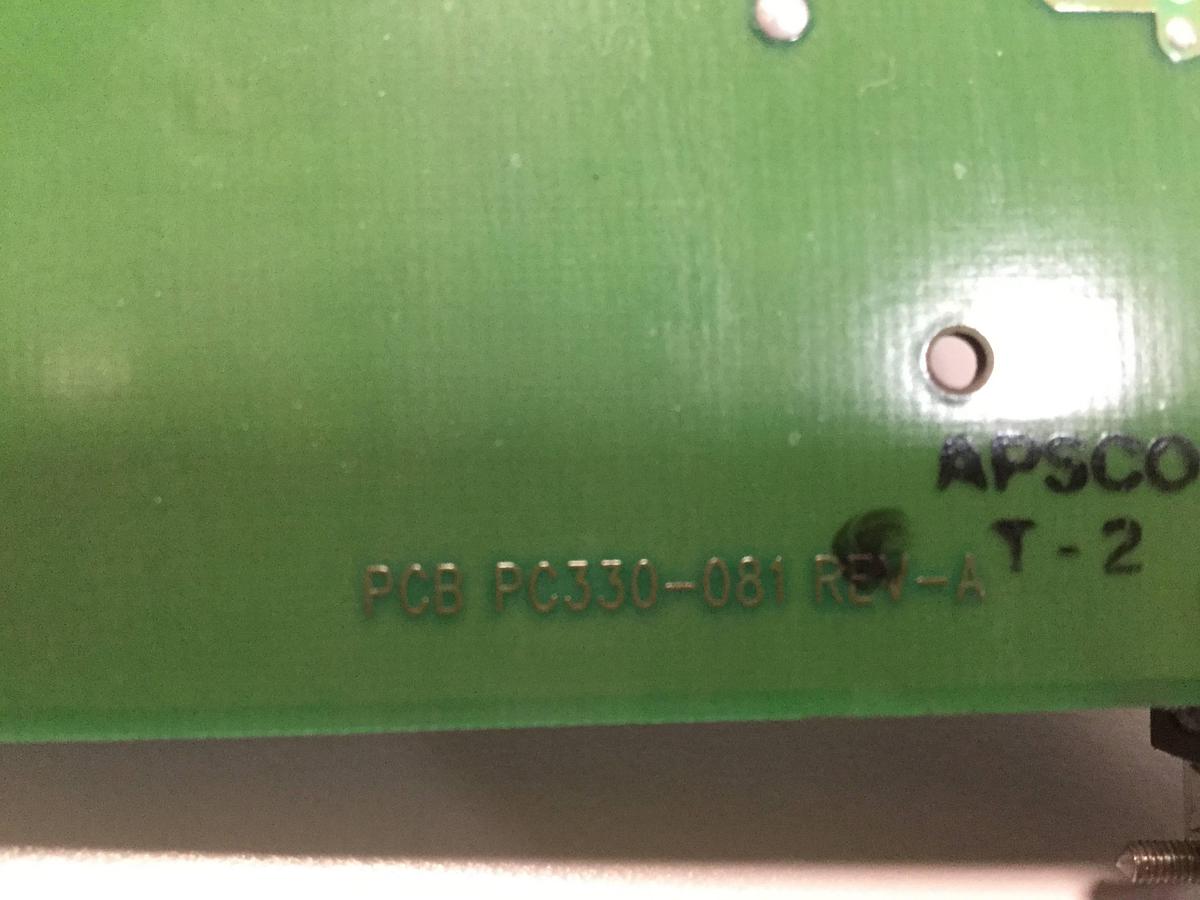 APSCO
T-2
PCB PC330-081 REV-A